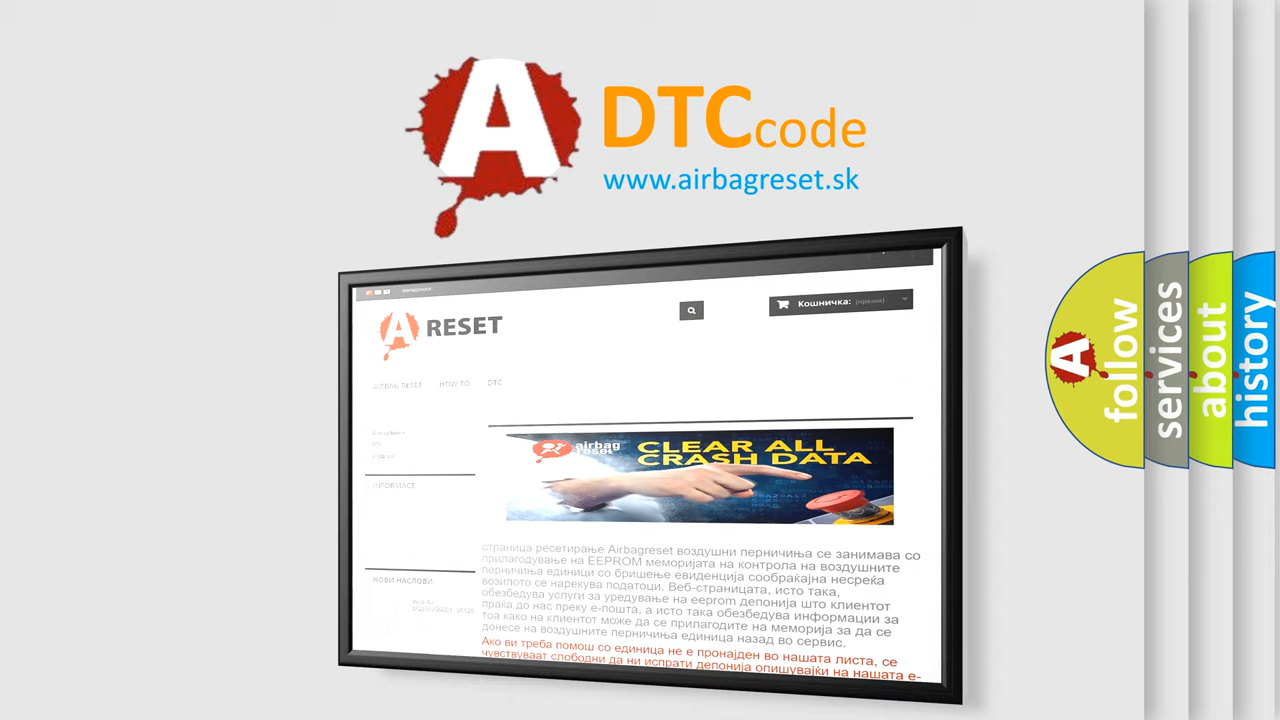 A
DTCcode
www.airbagreset.sk
A RESET
Кошничка: (празни)
AIRBAG RESET HOW TO DTC
INFORMACE
НОВИ НАСЛОВИ
airbag
reset
CLEAR ALL
CRASH DATA
страница ресетирање Airbagreset воздушни перничиња се занимава со
прилагодување на EEPROM меморијата на контрола на воздушните
перничиња единици со бришење евиденција сообраќајна несреќа
возилото се нарекува податоци. Веб-страницата, исто така,
обезбедува услуги за уредување на eeprom депонија што клиентот
праќа до нас преку е-пошта, а исто така обезбедува информации за
тоа како на клиентот може да се прилагодите на меморија за да се
донесе на воздушните перничиња единица назад во сервис.
Ако ви треба помош со единица не е пронајден во нашата листа, се
чувствуваат слободни да ни испрати депонија опишувајќи на нашата е-
A
follow
services
about
history